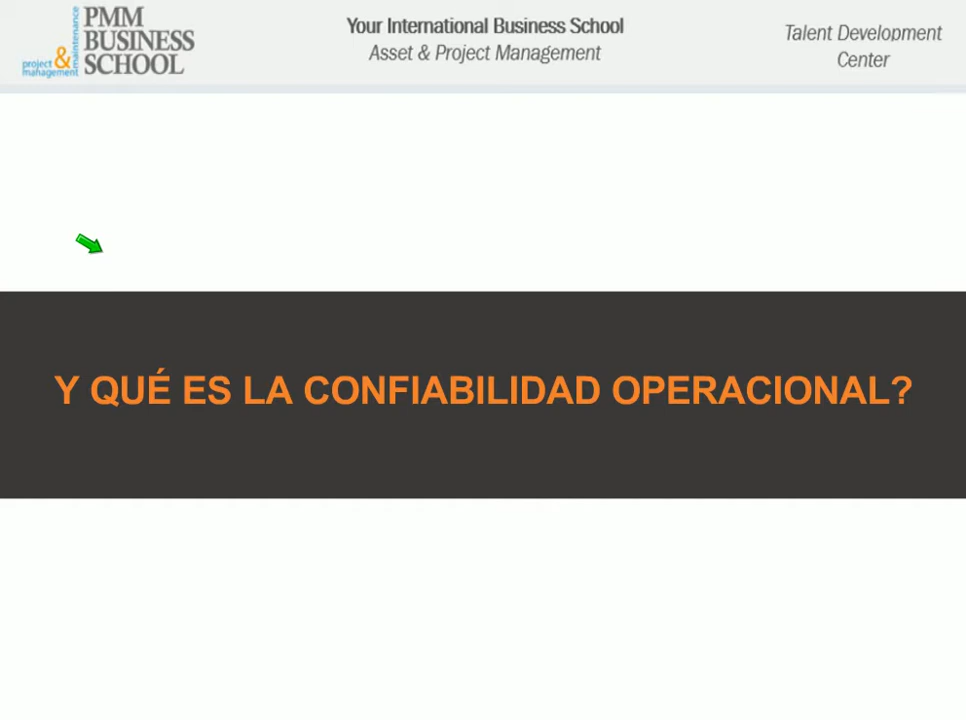 project & management
maintenance
PMM
BUSINESS
SCHOOL
Your International Business School
Asset & Project Management
Talent Development
Center
Y QUÉ ES LA CONFIABILIDAD OPERACIONAL?